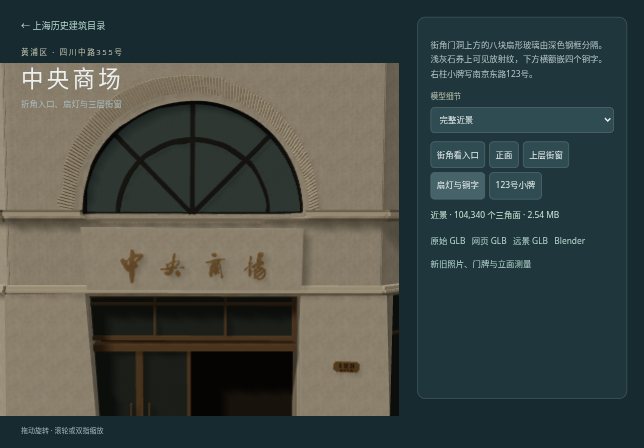 ← 上海历史建筑目录
黄浦区 · 四川中路355号
中央商场
折角入口、扇灯与三层街窗
中央商場
街角门洞上方的八块扇形玻璃由深色钢框分隔。
浅灰石券上可见放射纹，下方横额嵌四个铜字。
右柱小牌写南京东路123号。
模型细节
完整近景
街角看入口
正面
上层街窗
扇灯与铜字
123号小牌
近景 · 104,340 个三角面 · 2.54 MB
原始 GLB 网页 GLB 远景 GLB Blender
新旧照片、门牌与立面测量
拖动旋转 · 滚轮或双指缩放